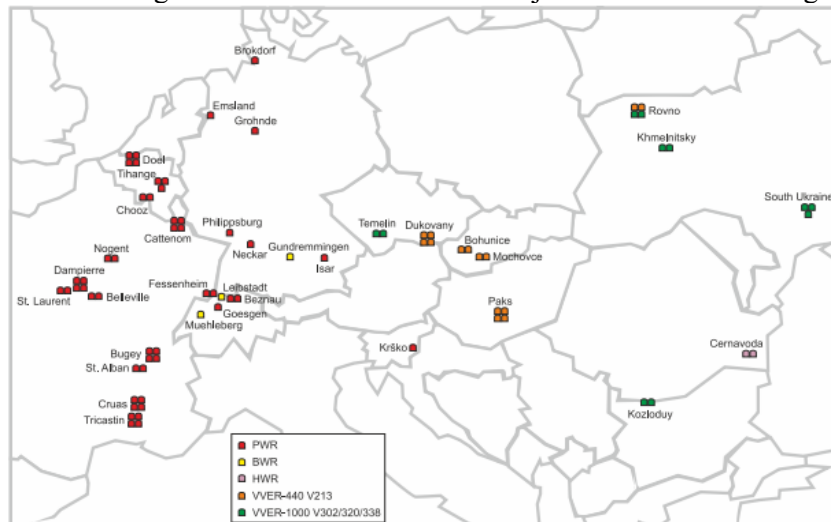 Brokdorf
Emsland
Grohnde
Rovno
Khmelnitsky
Doel
Tihange
Chooz
South Ukraine
Cattenom
Philippsburg
Temelin
Dukovany
Bohunice
Neckar
Gundremmingen
Mochovce
Nogent
Isar
Dampierre
Fessenheim
Leibstadt
St. Laurent
Belleville
Beznau
Goesgen
Paks
Muehleberg
Krško
Cernavoda
Bugey
St. Alban
Cruas
Kozloduy
Tricastin
PWR
BWR
HWR
VVER-440 V213
VVER-1000 V302/320/338